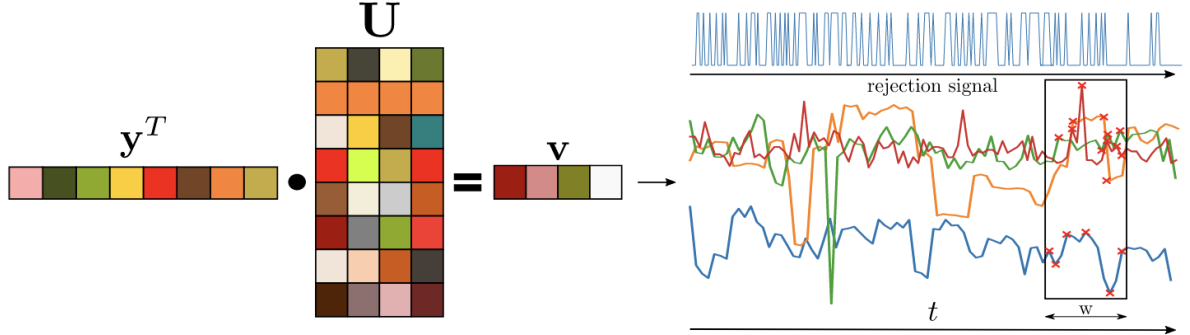 y^T
•
U
=
v
rejection signal
t
w